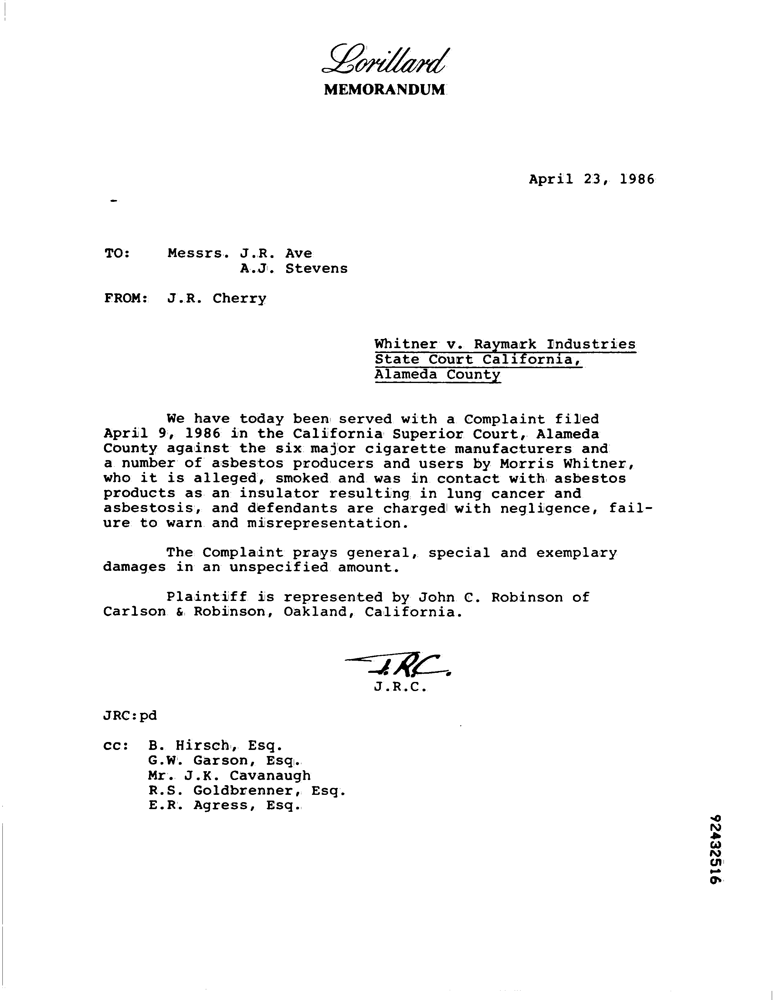 Lorillard
MEMORANDUM
April 23, 1986
TO: Messrs. J.R. Ave
A.J. Stevens
FROM: J.R. Cherry
Whitner v. Raymark Industries
State Court California,
Alameda County
We have today been served with a Complaint filed
April 9, 1986 in the California Superior Court, Alameda
County against the six major cigarette manufacturers and
a number of asbestos producers and users by Morris Whitner,
who it is alleged, smoked and was in contact with asbestos
products as an insulator resulting in lung cancer and
asbestosis, and defendants are charged with negligence, fail-
ure to warn and misrepresentation.
The Complaint prays general, special and exemplary
damages in an unspecified amount.
Plaintiff is represented by John C. Robinson of
Carlson & Robinson, Oakland, California.
J.R.C.
J.R.C.
JRC:pd
cc: B. Hirsch, Esq.
G.W. Garson, Esq.
Mr. J.K. Cavanaugh
R.S. Goldbrenner, Esq.
E.R. Agress, Esq.
92432516